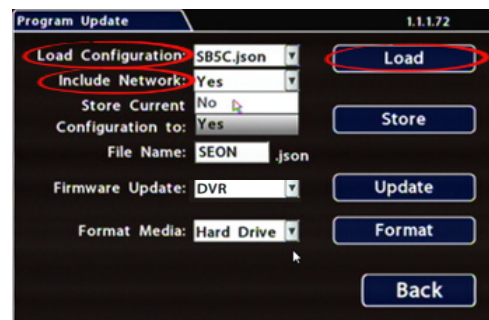 Program Update 1.1.1.72
Load Configuration: SB5C.json Load
Include Network: Yes
Store Current No
Configuration to: Yes Store
File Name: SEON .json
Firmware Update: DVR Update
Format Media: Hard Drive Format
Back